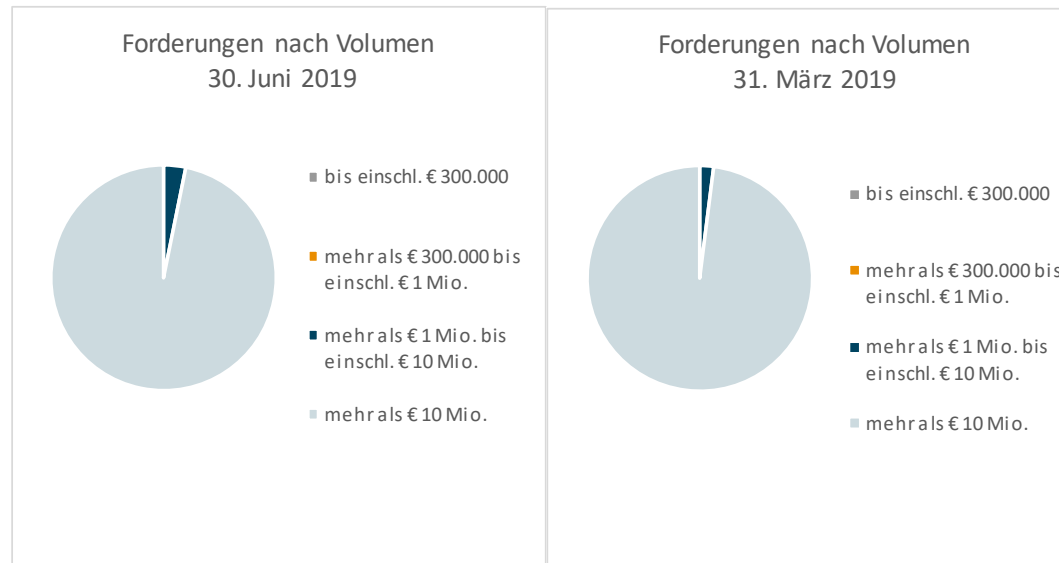 Forderungen nach Volumen
30. Juni 2019
bis einschl. € 300.000
mehr als € 300.000 bis
einschl. € 1 Mio.
mehr als € 1 Mio. bis
einschl. € 10 Mio.
mehr als € 10 Mio.
Forderungen nach Volumen
31. März 2019
bis einschl. € 300.000
mehr als € 300.000 bis
einschl. € 1 Mio.
mehr als € 1 Mio. bis
einschl. € 10 Mio.
mehr als € 10 Mio.